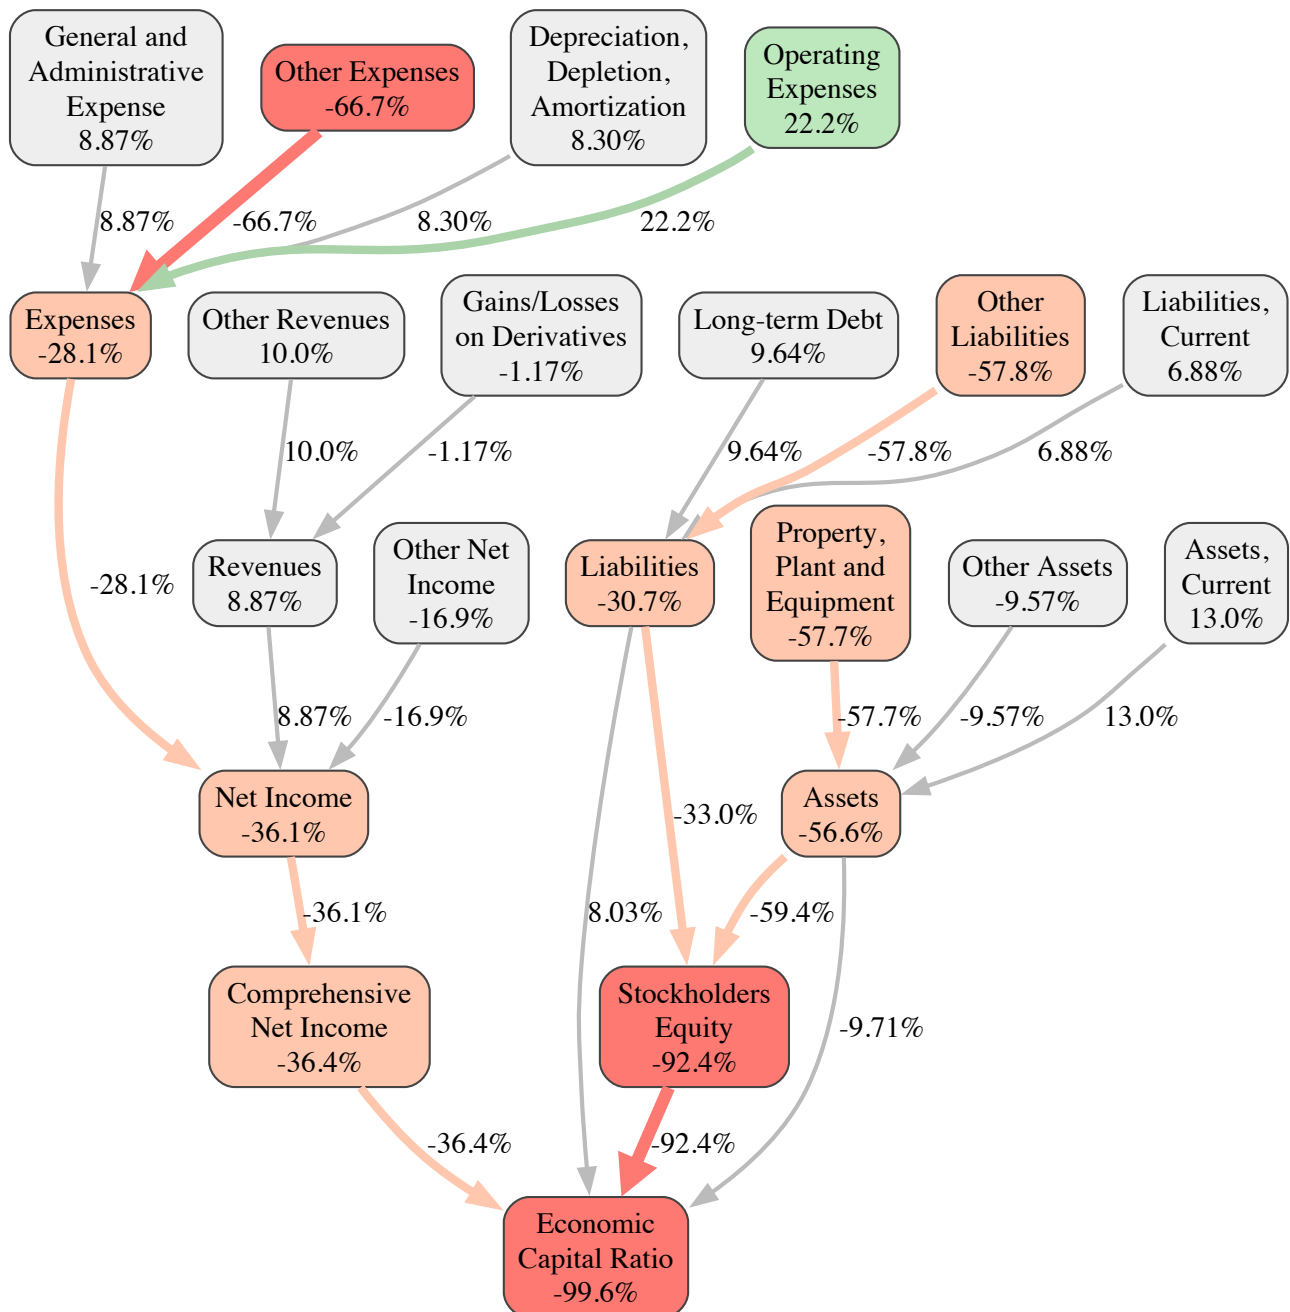 General and
Administrative
Expense
8.87%
Other Expenses
-66.7%
Depreciation,
Depletion,
Amortization
8.30%
Operating
Expenses
22.2%
8.87%
-66.7%
8.30%
22.2%
Expenses
-28.1%
Other Revenues
10.0%
Gains/Losses
on Derivatives
-1.17%
Long-term Debt
9.64%
Other
Liabilities
-57.8%
Liabilities,
Current
6.88%
10.0%
-1.17%
9.64%
-57.8%
6.88%
-28.1%
Revenues
8.87%
Other Net
Income
-16.9%
Liabilities
-30.7%
Property,
Plant and
Equipment
-57.7%
Other Assets
-9.57%
Assets,
Current
13.0%
8.87%
-16.9%
-57.7%
-9.57%
13.0%
Net Income
-36.1%
-33.0%
Assets
-56.6%
-36.1%
8.03%
-59.4%
Comprehensive
Net Income
-36.4%
Stockholders
Equity
-92.4%
-9.71%
-36.4%
-92.4%
Economic
Capital Ratio
-99.6%